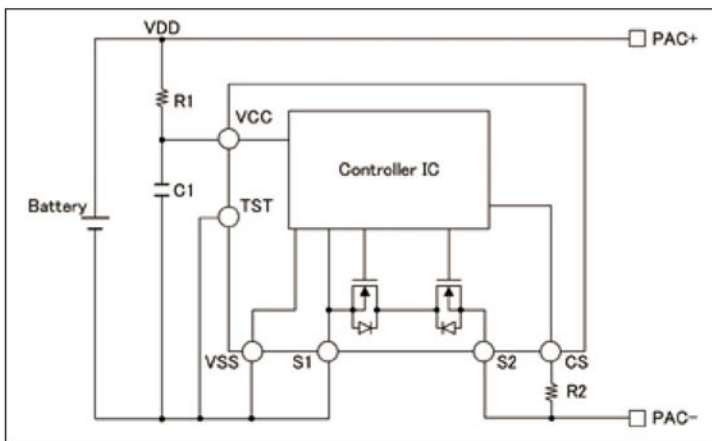 VDD
PAC+
R1
VCC
Controller IC
C1
TST
Battery
VSS
S1
S2
CS
R2
PAC-